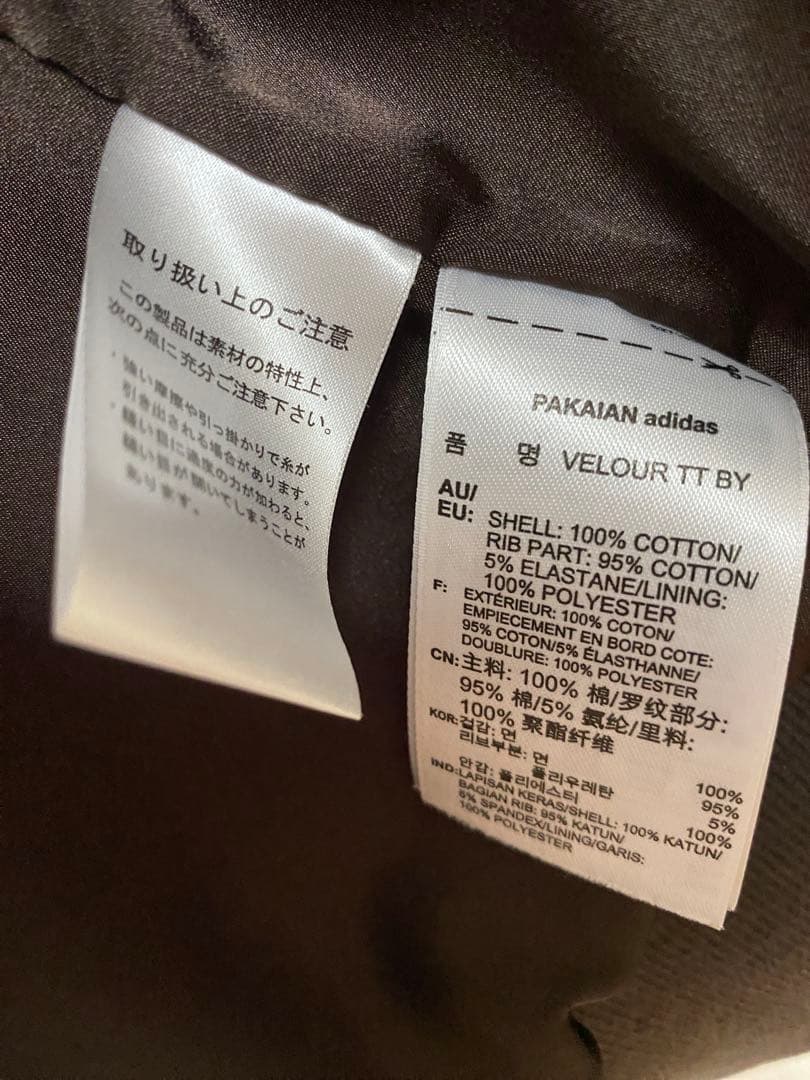 取り扱い上のご注意
この製品は素材の特性上、
次の点に充分ご注意下さい。
・強い摩擦や引っ掛かりで糸が
引き出される場合があります。
・縫い目に過度の力が加わると、
縫い目が開いてしまうことが
あります。
PAKAIAN adidas
품 명 VELOUR TT BY
AU/
EU: SHELL: 100% COTTON/
RIB PART: 95% COTTON/
5% ELASTANE/LINING:
100% POLYESTER
F: EXTÉRIEUR: 100% COTON/
EMPIECEMENT EN BORD COTE:
95% COTON/5% ÉLASTHANNE/
DOUBLURE: 100% POLYESTER
CN: 主料: 100% 棉/罗纹部分:
95% 棉/5% 氨纶/里料:
100% 聚酯纤维
KOR: 겉감: 면 100%
리브부분: 면 95%
폴리우레탄 5%
안감: 폴리에스터 100%
IND: LAPISAN KERAS/SHELL: 100% KATUN/
BAGIAN RIB: 95% KATUN/
5% SPANDEX/LINING/GARIS:
100% POLYESTER